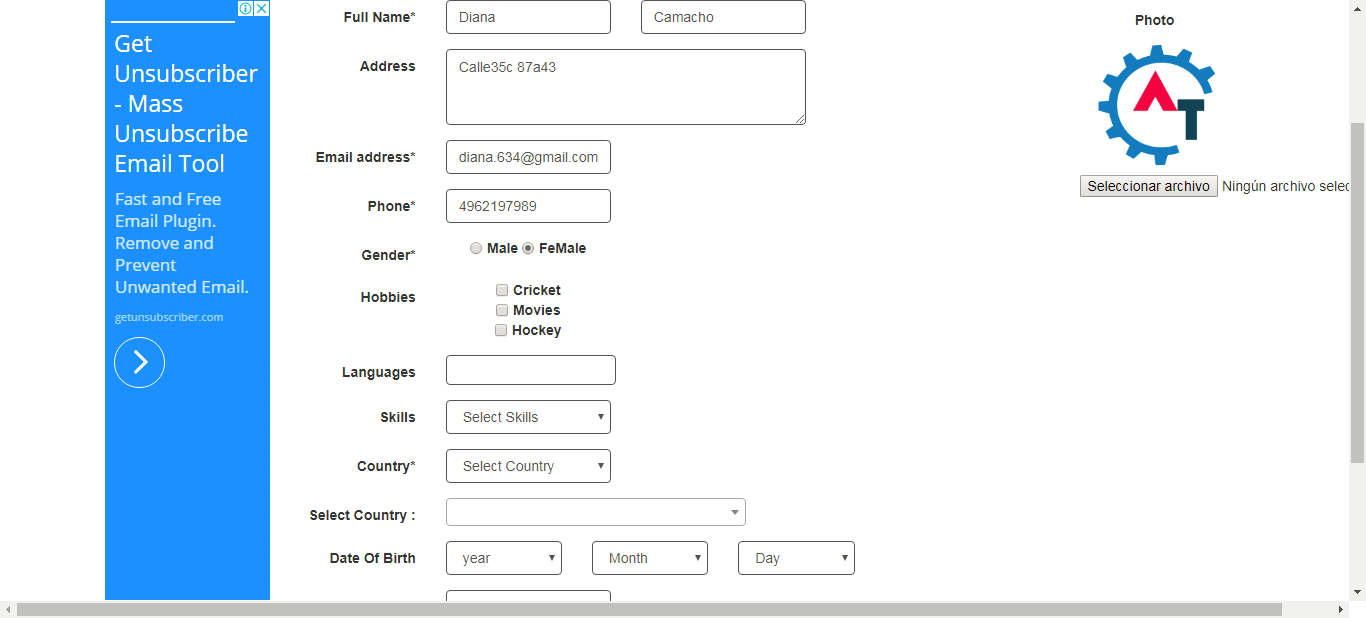 Get
Unsubscriber
- Mass
Unsubscribe
Email Tool
Fast and Free
Email Plugin.
Remove and
Prevent
Unwanted Email.
getunsubscriber.com
Full Name* Diana Camacho
Address Calle35c 87a43
Email address* diana.634@gmail.com
Phone* 4962197989
Gender* Male FeMale
Hobbies Cricket
Movies
Hockey
Languages
Skills Select Skills
Country* Select Country
Select Country :
Date Of Birth year Month Day
Photo
AT
Seleccionar archivo Ningún archivo selec